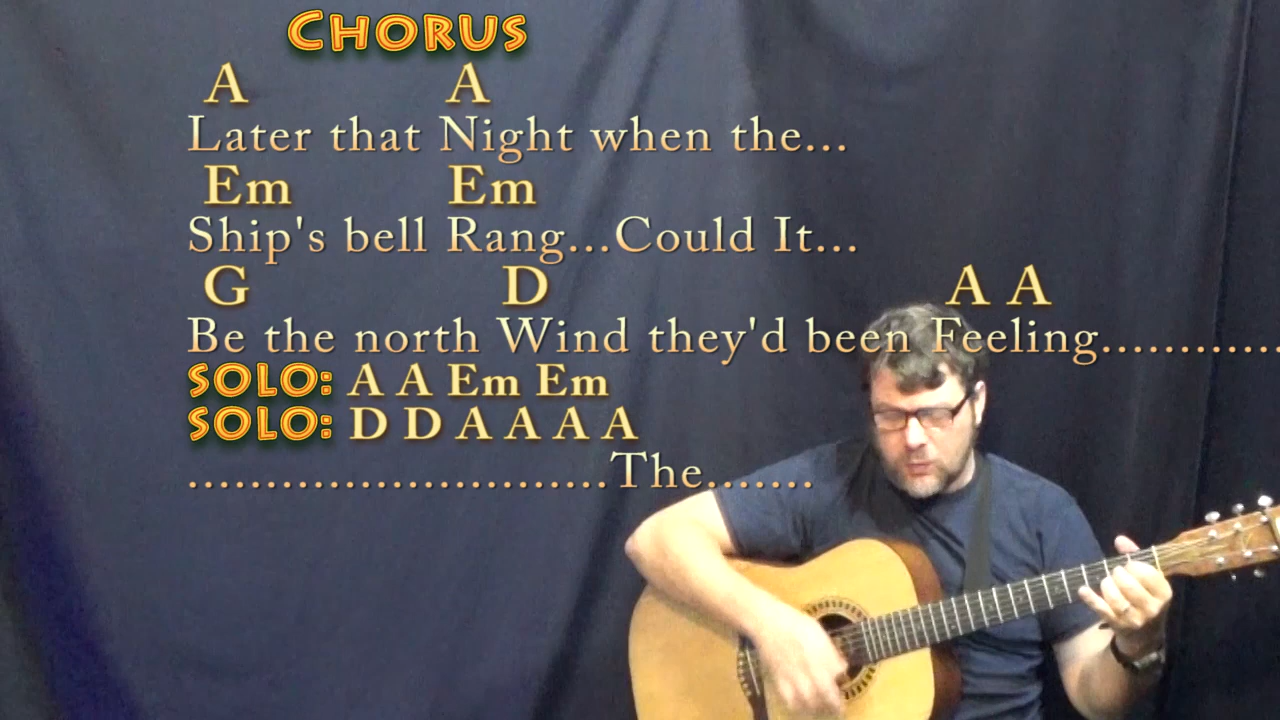 CHORUS
A A
Later that Night when the...
Em Em
Ship's bell Rang...Could It...
G D A A
Be the north Wind they'd been Feeling............
SOLO: A A Em Em
SOLO: D D A A A A
...........................The.......